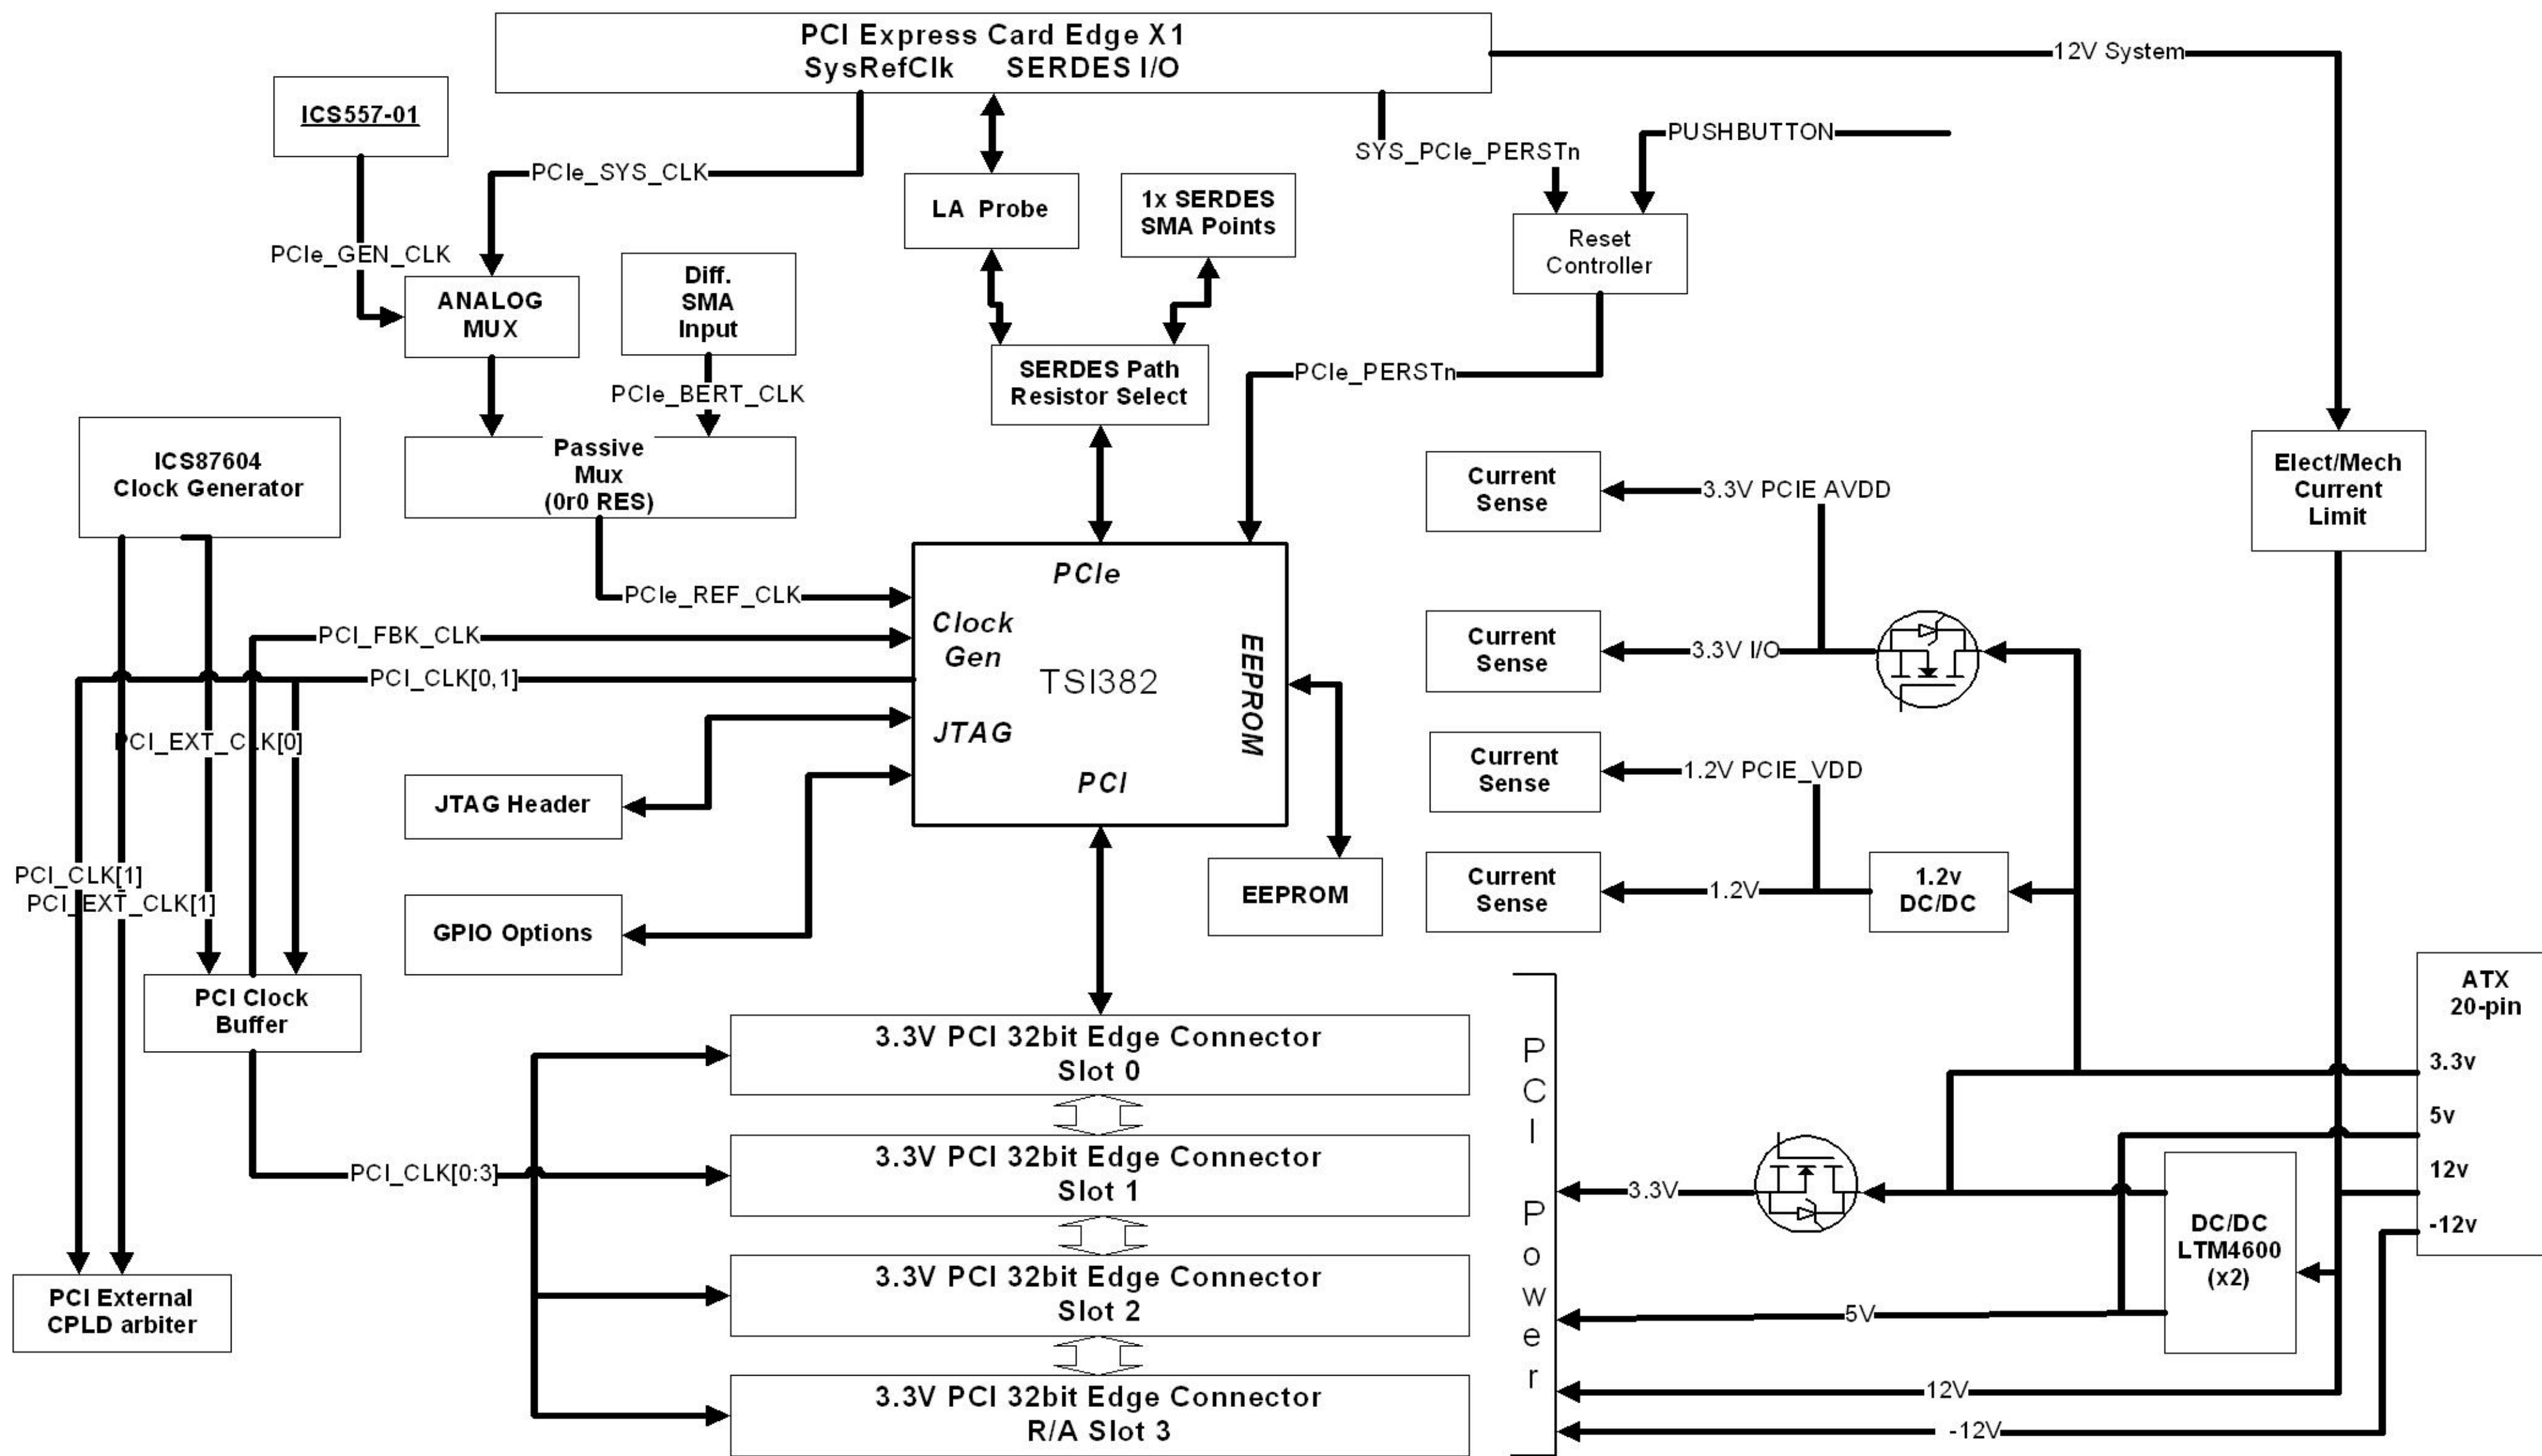 PCI Express Card Edge X1
SysRefClk SERDES I/O
12V System
ICS557-01
PUSHBUTTON
SYS_PCIe_PERSTn
PCIe_SYS_CLK
LA Probe
1x SERDES
SMA Points
Reset
Controller
PCIe_GEN_CLK
ANALOG
MUX
Diff.
SMA
Input
SERDES Path
Resistor Select
PCIe_PERSTn
PCIe_BERT_CLK
ICS87604
Clock Generator
Passive
Mux
(0r0 RES)
Current
Sense
3.3V PCIE AVDD
Elect/Mech
Current
Limit
PCIe
PCIe_REF_CLK
Clock
Gen
PCI_FBK_CLK
EEPROM
TSI382
PCI_CLK[0,1]
Current
Sense
3.3V I/O
PCI_EXT_CLK[0]
JTAG
PCI
Current
Sense
1.2V PCIE_VDD
JTAG Header
PCI_CLK[1]
PCI_EXT_CLK[1]
EEPROM
Current
Sense
1.2V
1.2v
DC/DC
GPIO Options
PCI Clock
Buffer
ATX
20-pin
3.3v
5v
12v
-12v
3.3V PCI 32bit Edge Connector
Slot 0
PCI Power
PCI_CLK[0:3]
3.3V PCI 32bit Edge Connector
Slot 1
3.3V
DC/DC
LTM4600
(x2)
PCI External
CPLD arbiter
3.3V PCI 32bit Edge Connector
Slot 2
5V
3.3V PCI 32bit Edge Connector
R/A Slot 3
12V
-12V